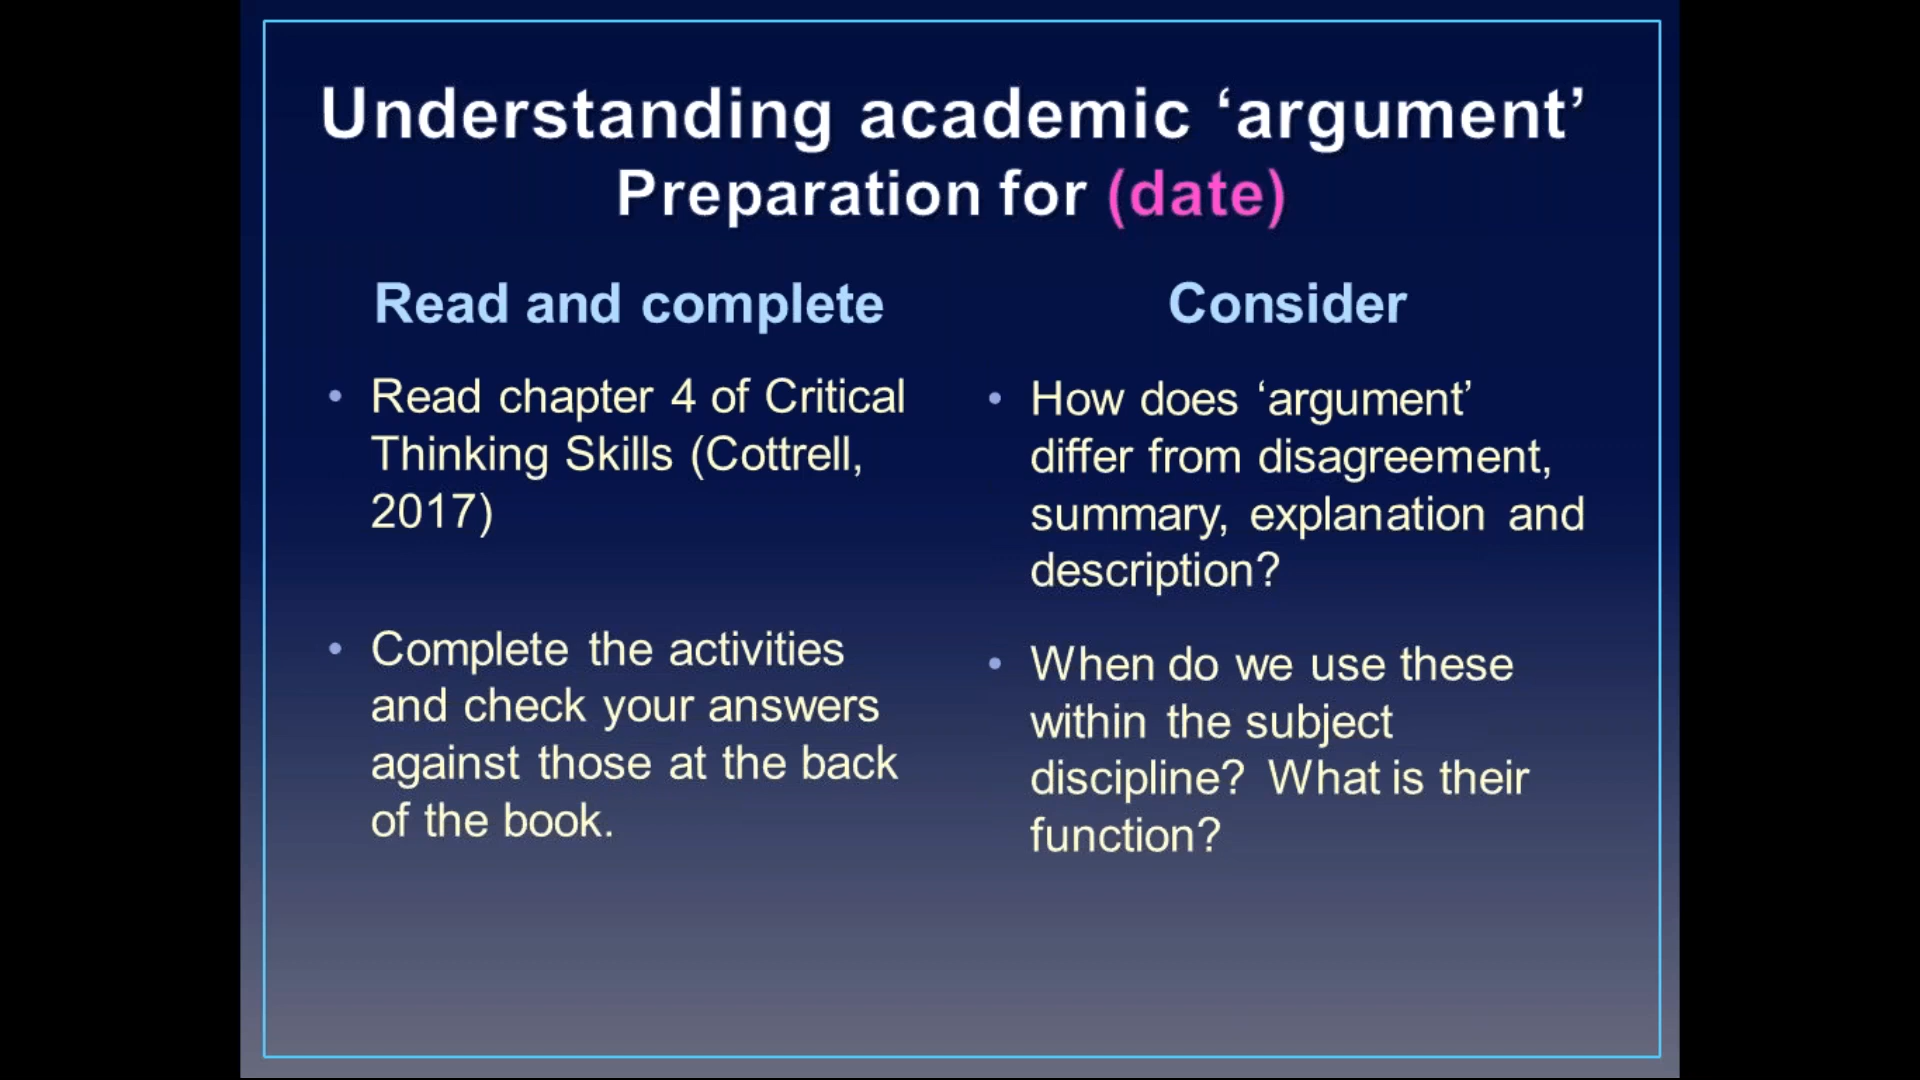 Understanding academic ‘argument’
Preparation for (date)
Read and complete
• Read chapter 4 of Critical
Thinking Skills (Cottrell,
2017)
• Complete the activities
and check your answers
against those at the back
of the book.
Consider
• How does ‘argument’
differ from disagreement,
summary, explanation and
description?
• When do we use these
within the subject
discipline? What is their
function?